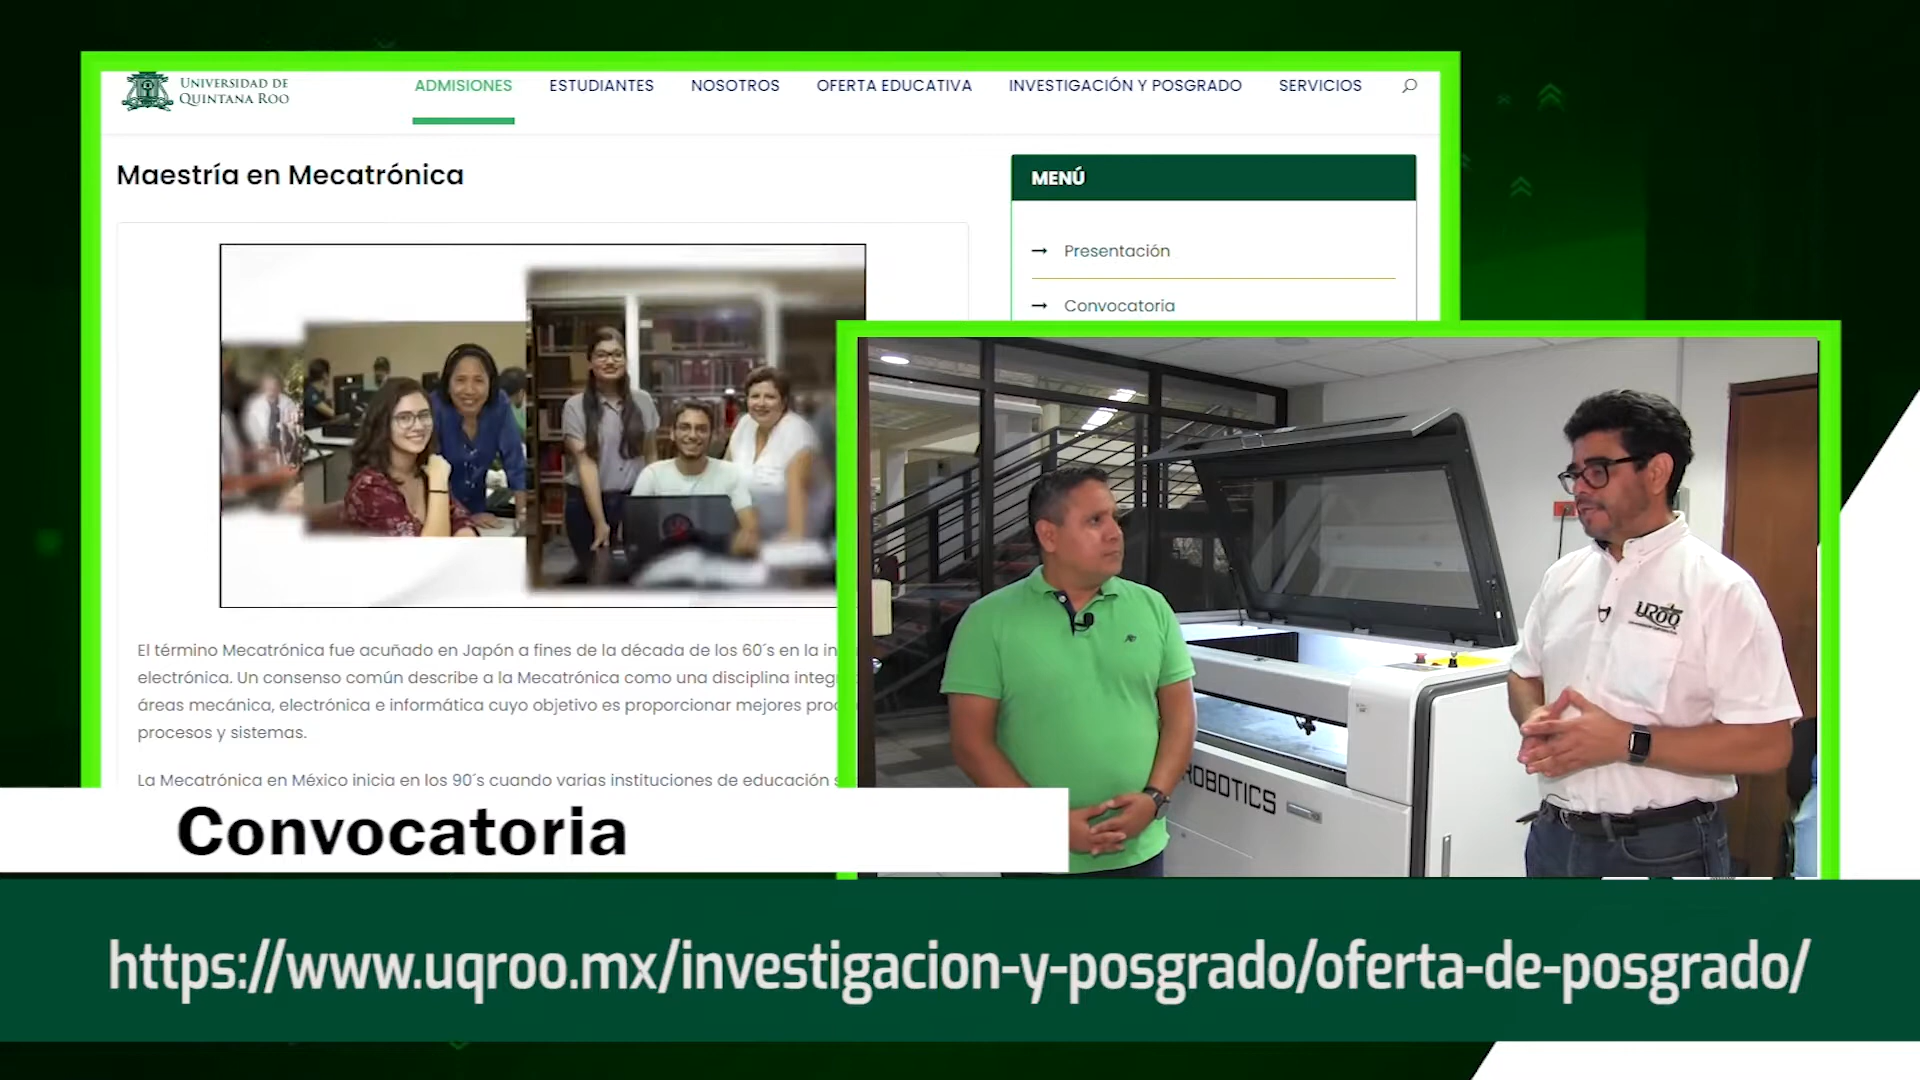 UNIVERSIDAD DE
QUINTANA ROO
ADMISIONES
ESTUDIANTES
NOSOTROS
OFERTA EDUCATIVA
INVESTIGACIÓN Y POSGRADO
SERVICIOS
Maestría en Mecatrónica
MENÚ
Presentación
Convocatoria
El término Mecatrónica fue acuñado en Japón a fines de la década de los 60´s en la
electrónica. Un consenso común describe a la Mecatrónica como una disciplina
áreas mecánica, electrónica e informática cuyo objetivo es proporcionar mejores
procesos y sistemas.
La Mecatrónica en México inicia en los 90´s cuando varias instituciones de educación
UQROO
ROBOTICS
Convocatoria
https://www.uqroo.mx/investigacion-y-posgrado/oferta-de-posgrado/